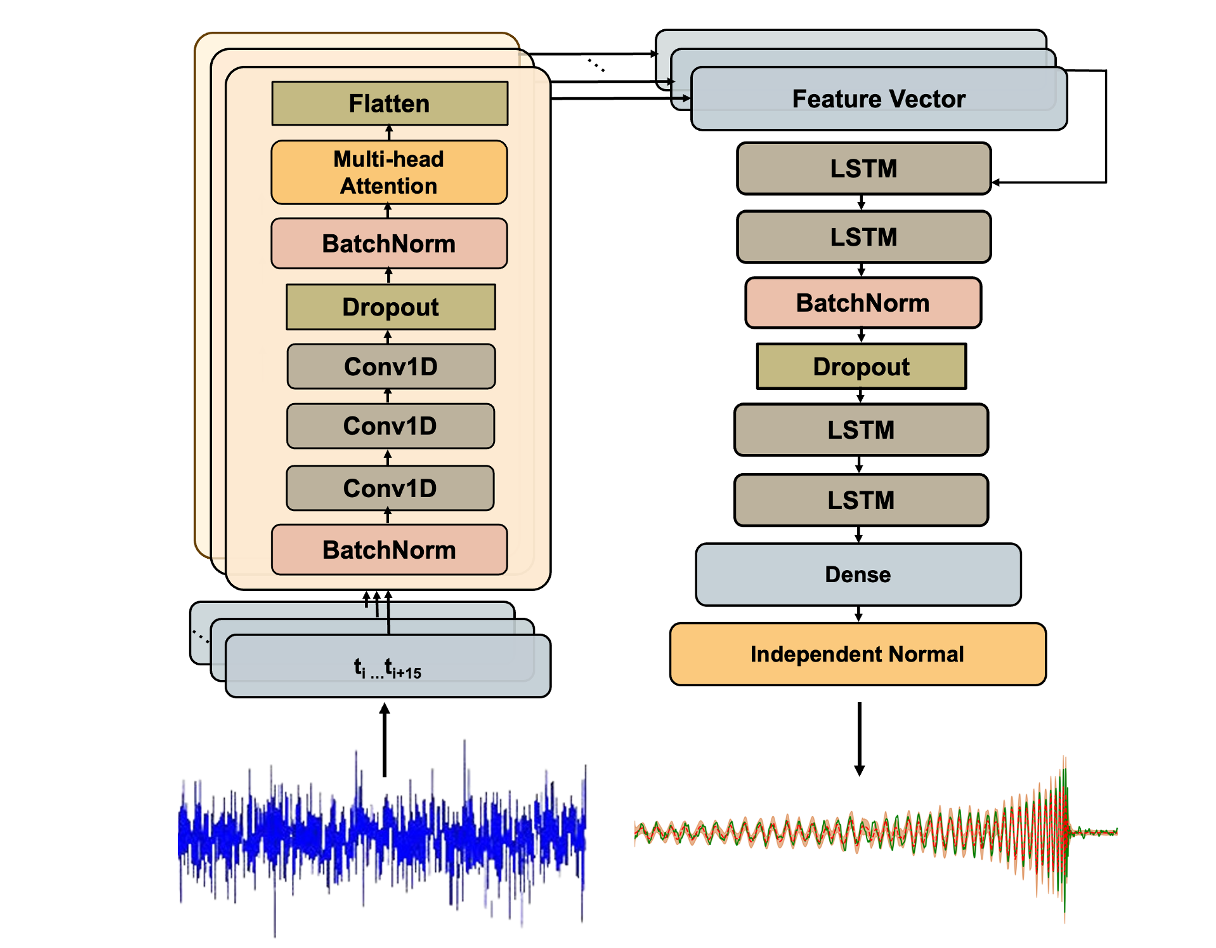 Flatten
Multi-head
Attention
BatchNorm
Dropout
Conv1D
Conv1D
Conv1D
BatchNorm
t_i ...t_{i+15}
Feature Vector
LSTM
LSTM
BatchNorm
Dropout
LSTM
LSTM
Dense
Independent Normal